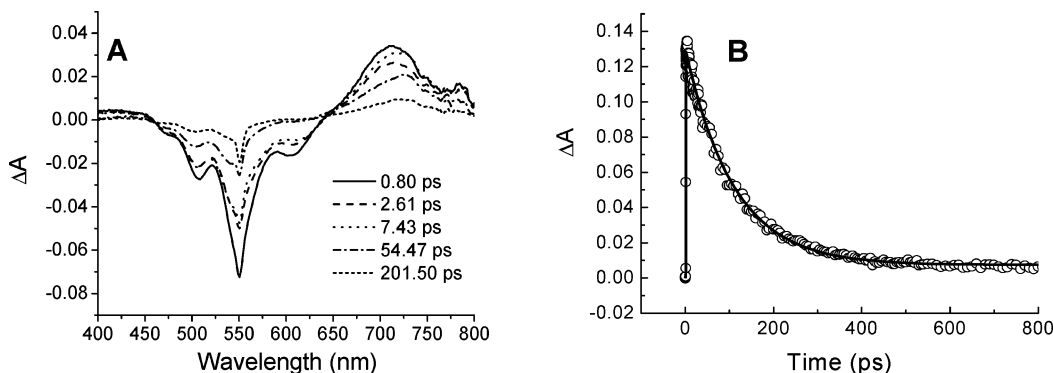 A
0.04
0.02
0.00
-0.02
-0.04
-0.06
-0.08
ΔA
0.80 ps
2.61 ps
7.43 ps
54.47 ps
201.50 ps
400 450 500 550 600 650 700 750 800
Wavelength (nm)
B
0.14
0.12
0.10
0.08
0.06
0.04
0.02
0.00
-0.02
ΔA
0 200 400 600 800
Time (ps)